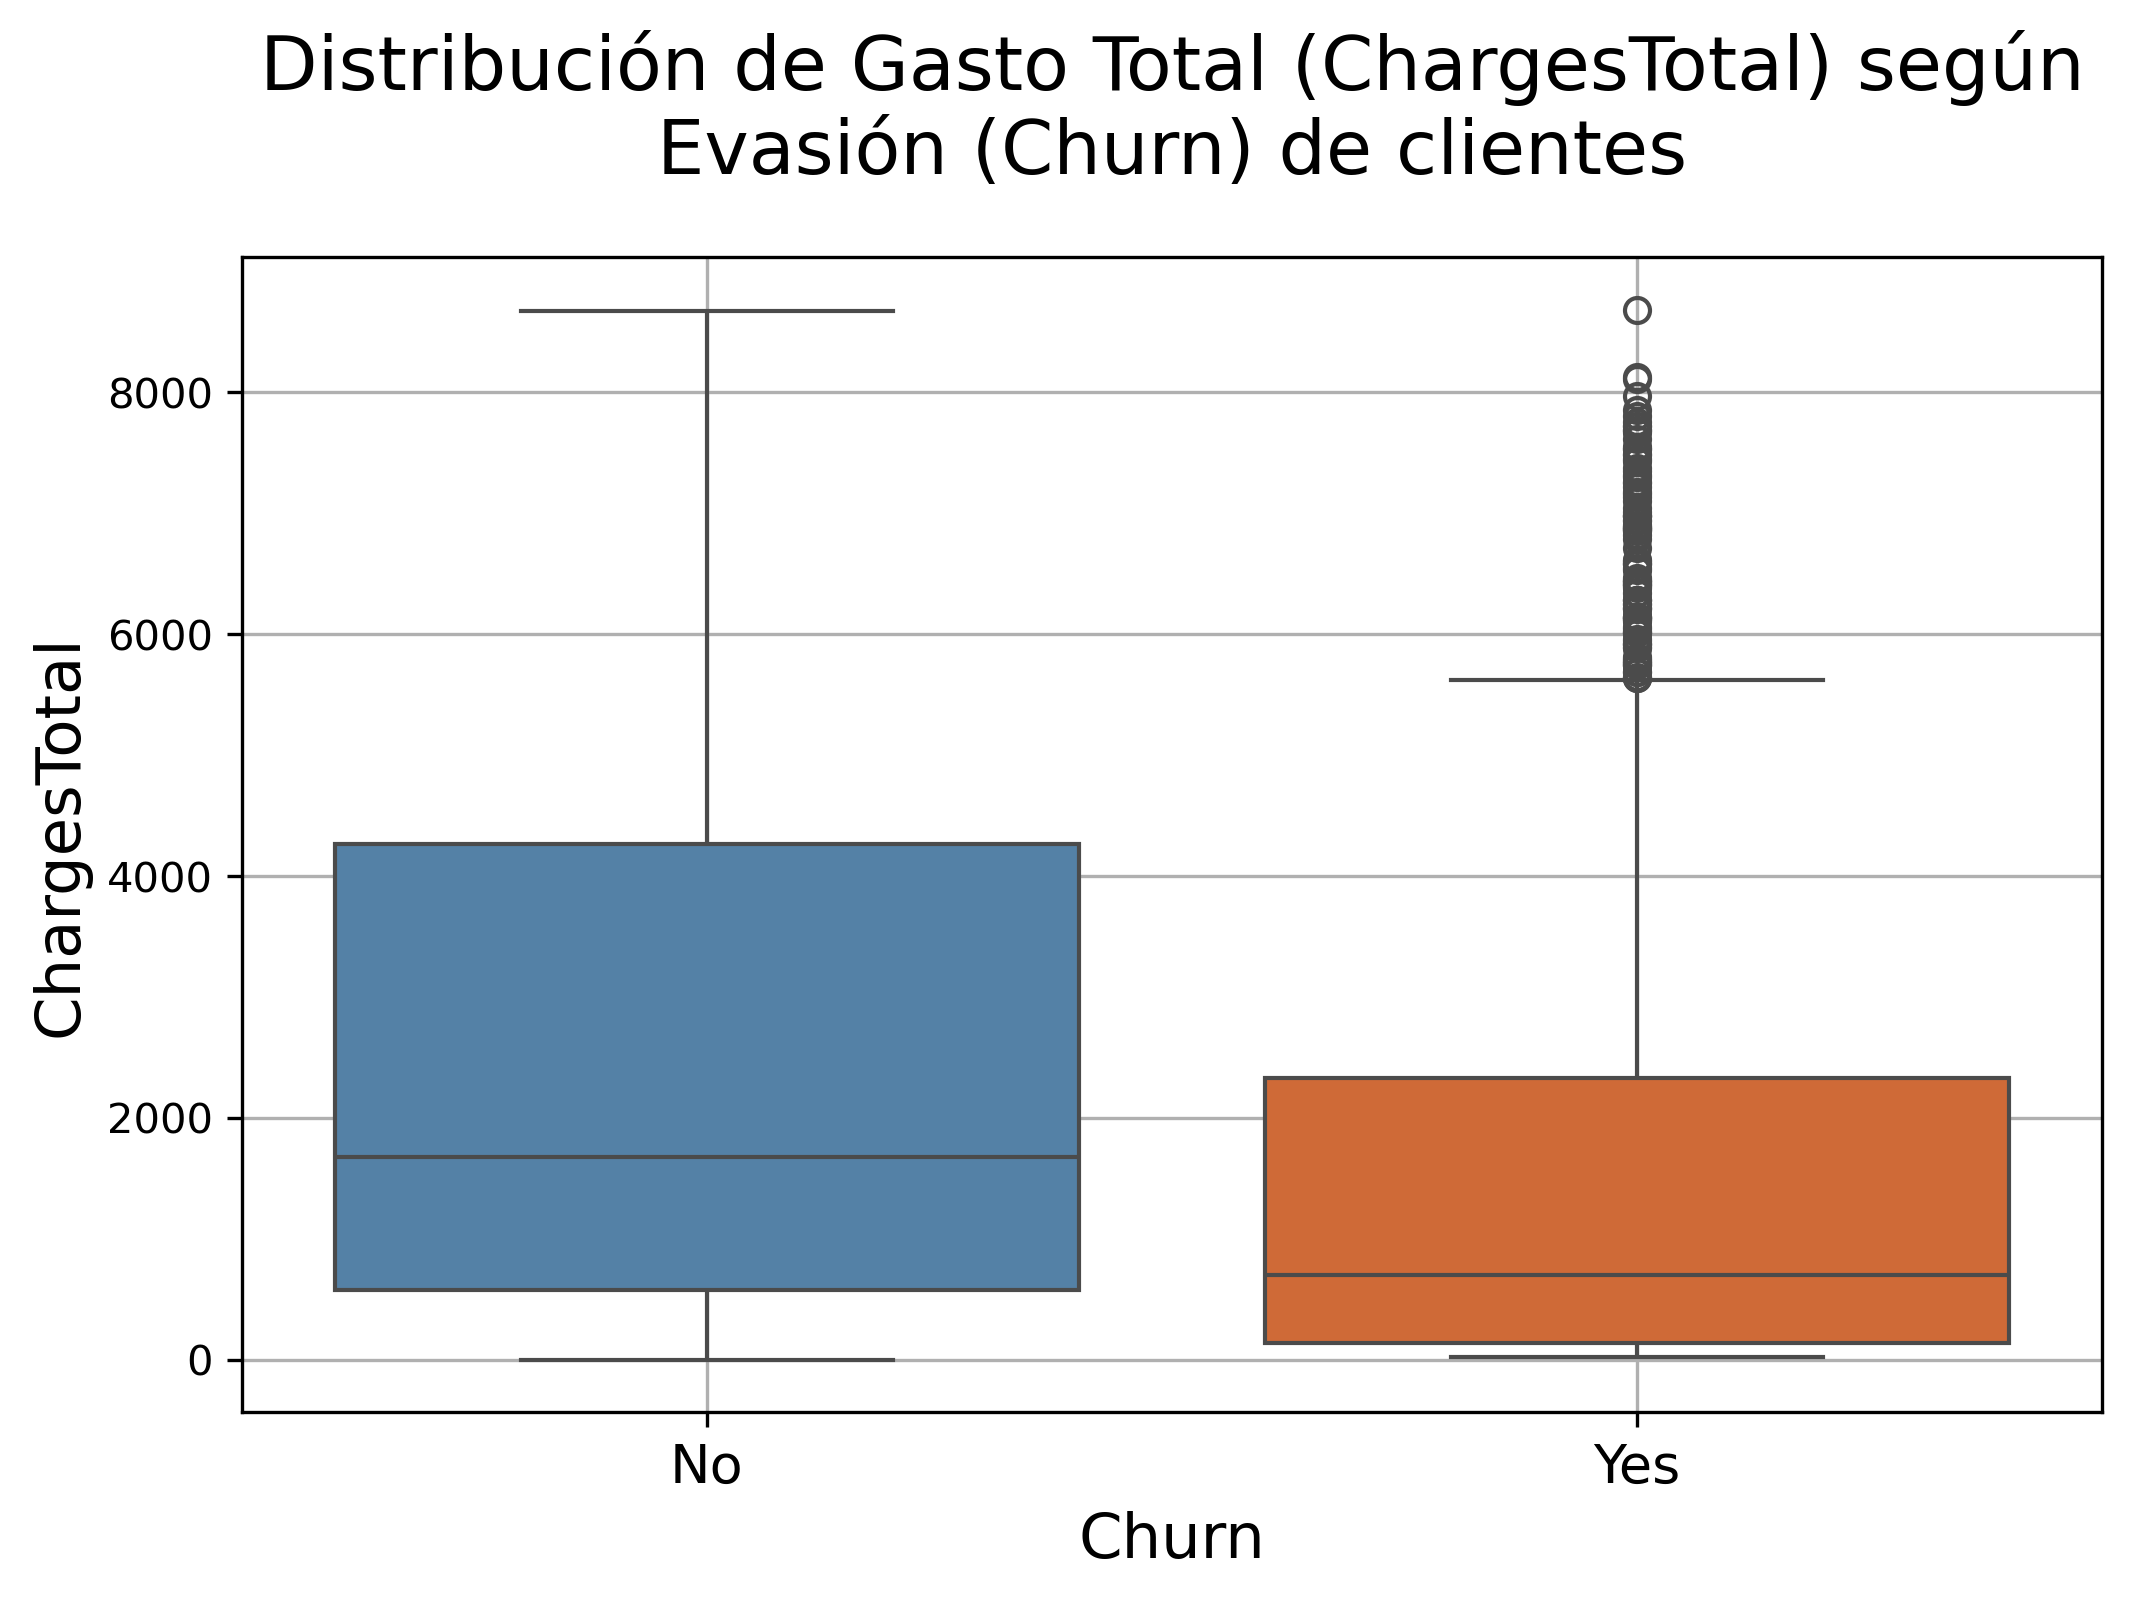 Distribución de Gasto Total (ChargesTotal) según
Evasión (Churn) de clientes
ChargesTotal
8000
6000
4000
2000
0
No
Yes
Churn